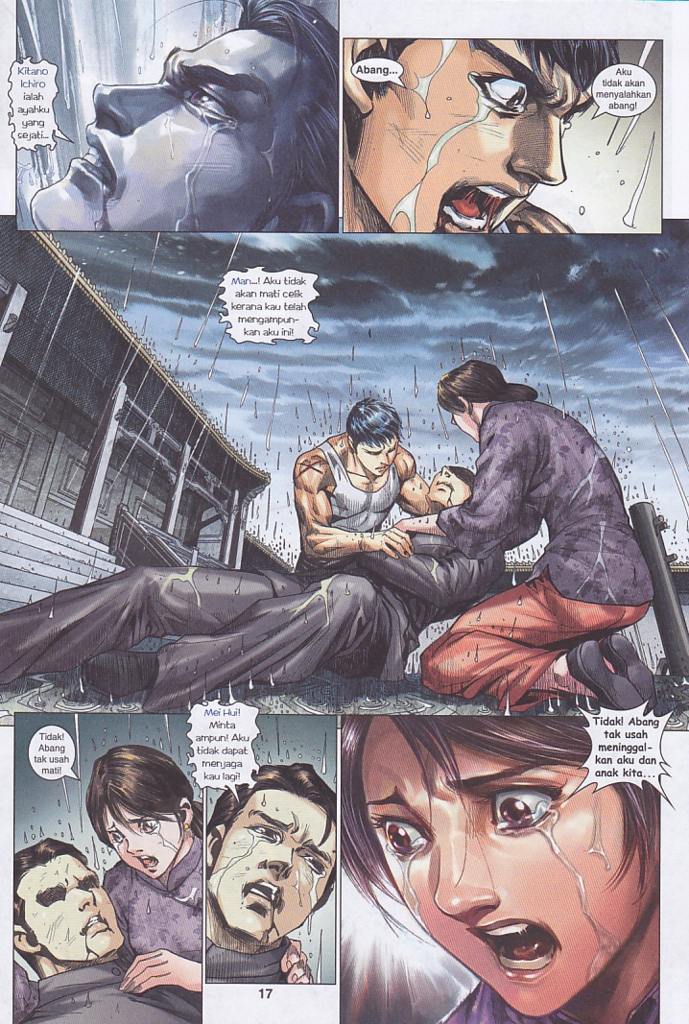 Kitano
Ichiro
ialah
ayahku
yang
sejati...
Abang...
Aku
tidak akan
menyalahkan
abang!
Man...! Aku tidak
akan mati celik
kerana kau telah
mengampun-
kan aku ini!
Tidak!
Abang
tak usah
mati!
Mei Hui!
Minta
ampun! Aku
tidak dapat
menjaga
kau lagi!
Tidak! Abang
tak usah
meninggal-
kan aku dan
anak kita...
17